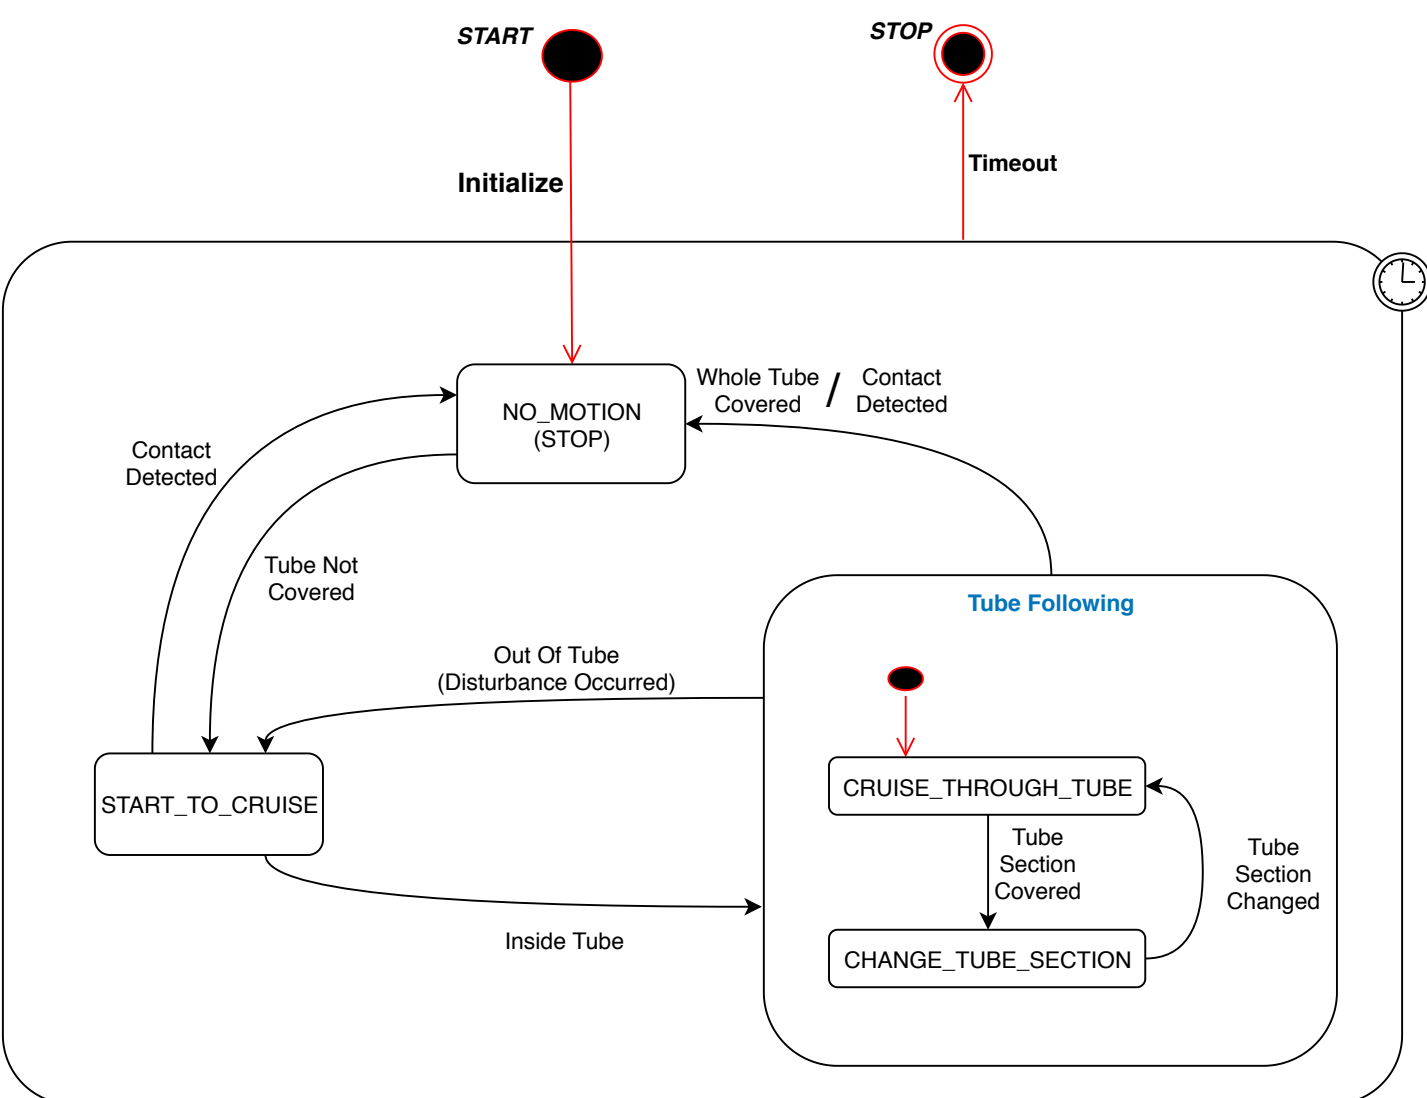 START
STOP
Timeout
Initialize
Whole Tube
Covered
/
Contact
Detected
NO_MOTION
(STOP)
Contact
Detected
Tube Not
Covered
Tube Following
Out Of Tube
(Disturbance Occurred)
START_TO_CRUISE
CRUISE_THROUGH_TUBE
Tube
Section
Covered
Tube
Section
Changed
Inside Tube
CHANGE_TUBE_SECTION